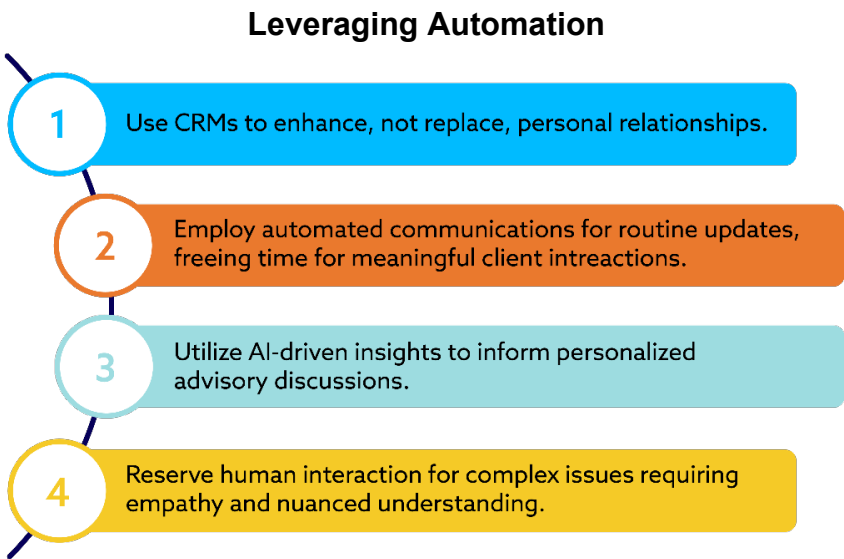 Leveraging Automation
1
Use CRMs to enhance, not replace, personal relationships.
2
Employ automated communications for routine updates,
freeing time for meaningful client intreactions.
3
Utilize AI-driven insights to inform personalized
advisory discussions.
4
Reserve human interaction for complex issues requiring
empathy and nuanced understanding.